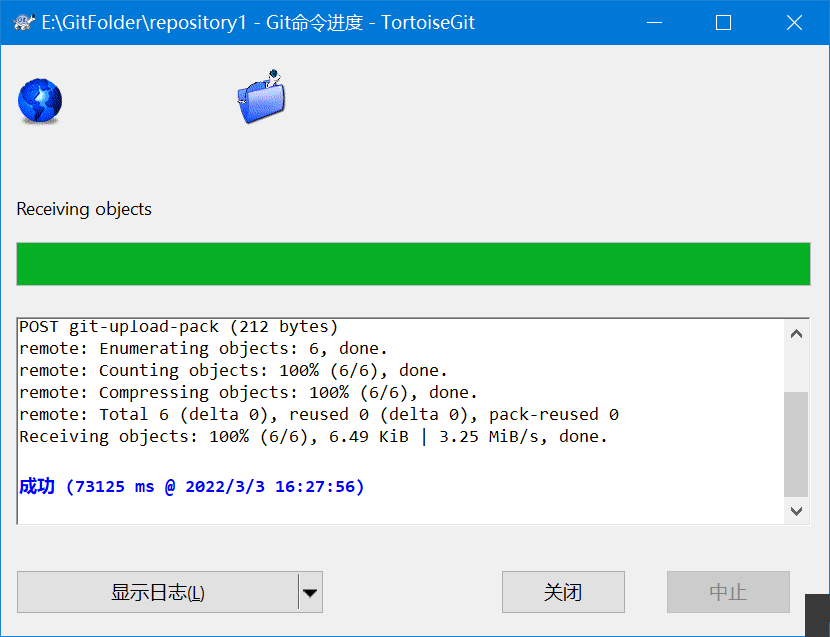 E:\GitFolder\repository1 - Git命令进度 - TortoiseGit
Receiving objects
POST git-upload-pack (212 bytes)
remote: Enumerating objects: 6, done.
remote: Counting objects: 100% (6/6), done.
remote: Compressing objects: 100% (6/6), done.
remote: Total 6 (delta 0), reused 0 (delta 0), pack-reused 0
Receiving objects: 100% (6/6), 6.49 KiB | 3.25 MiB/s, done.
成功 (73125 ms @ 2022/3/3 16:27:56)
显示日志(L) 关闭 中止